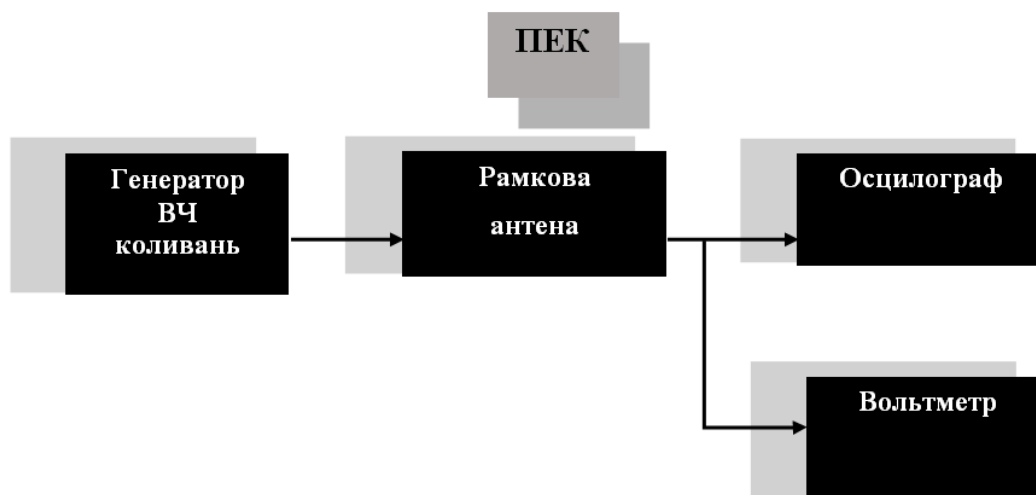 ПЕК
Генератор
ВЧ
коливань
Рамкова
антена
Осцилограф
Вольтметр